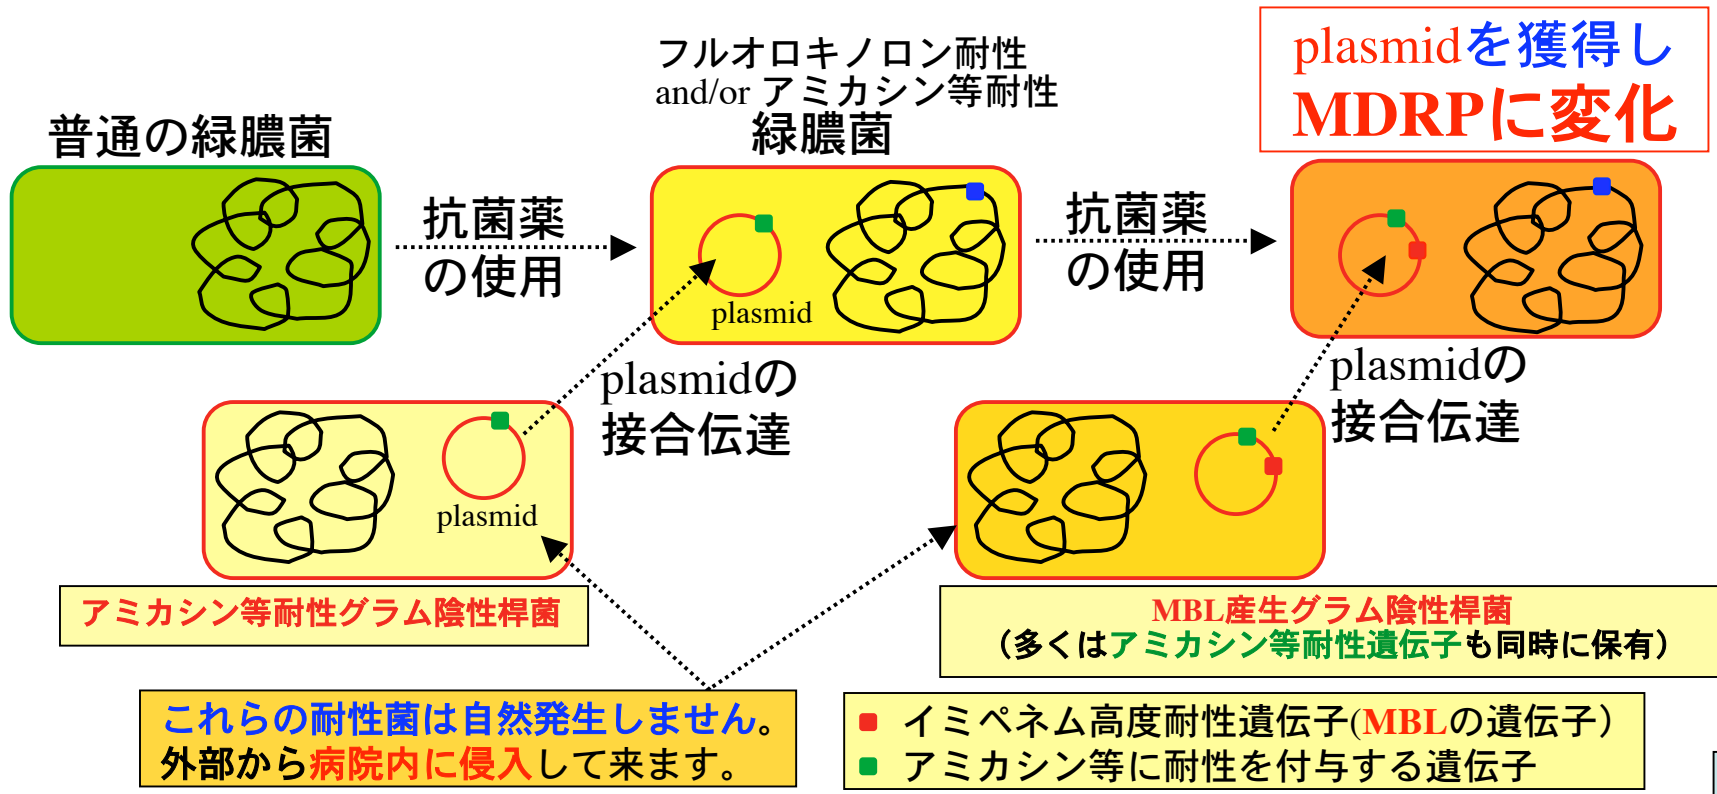 普通の緑膿菌
フルオロキノロン耐性
and/or アミカシン等耐性
緑膿菌
plasmidを獲得し
MDRPに変化
抗菌薬
の使用
plasmid
抗菌薬
の使用
plasmidの
接合伝達
plasmidの
接合伝達
plasmid
アミカシン等耐性グラム陰性桿菌
MBL産生グラム陰性桿菌
（多くはアミカシン等耐性遺伝子も同時に保有）
これらの耐性菌は自然発生しません。
外部から病院内に侵入して来ます。
イミペネム高度耐性遺伝子(MBLの遺伝子）
アミカシン等に耐性を付与する遺伝子